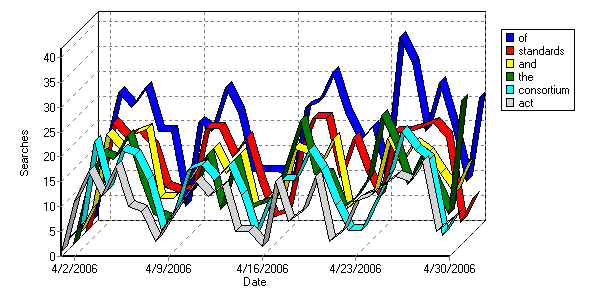 40
35
30
25
20
15
10
5
0
Searches
4/2/2006 4/9/2006 4/16/2006 4/23/2006 4/30/2006
Date
of
standards
and
the
consortium
act